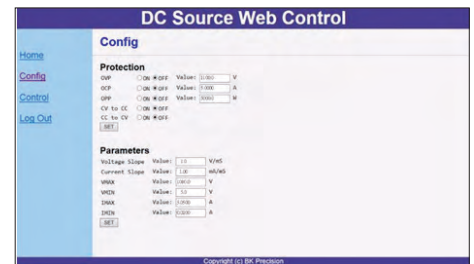 DC Source Web Control
Home
Config
Control
Log Out
Config
Protection
OVP ON OFF Value: V
OCP ON OFF Value: A
OPP ON OFF Value: W
CV to CC ON OFF
CC to CV ON OFF
SET
Parameters
Voltage Slope Value: V/mS
Current Slope Value: 1.00 mA/mS
VMAX Value: V
VMIN Value: V
IMAX Value: A
IMIN Value: A
SET
Copyright (c) BK Precision